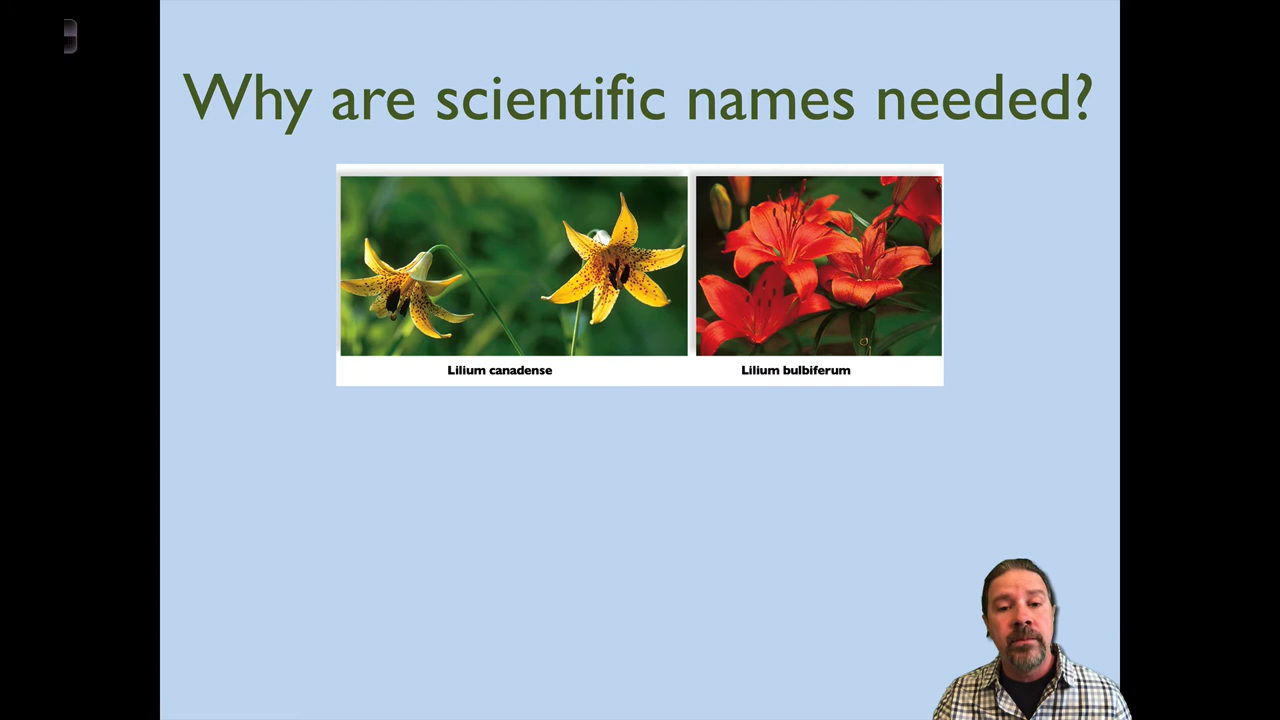 Why are scientific names needed?
Lilium canadense
Lilium bulbiferum